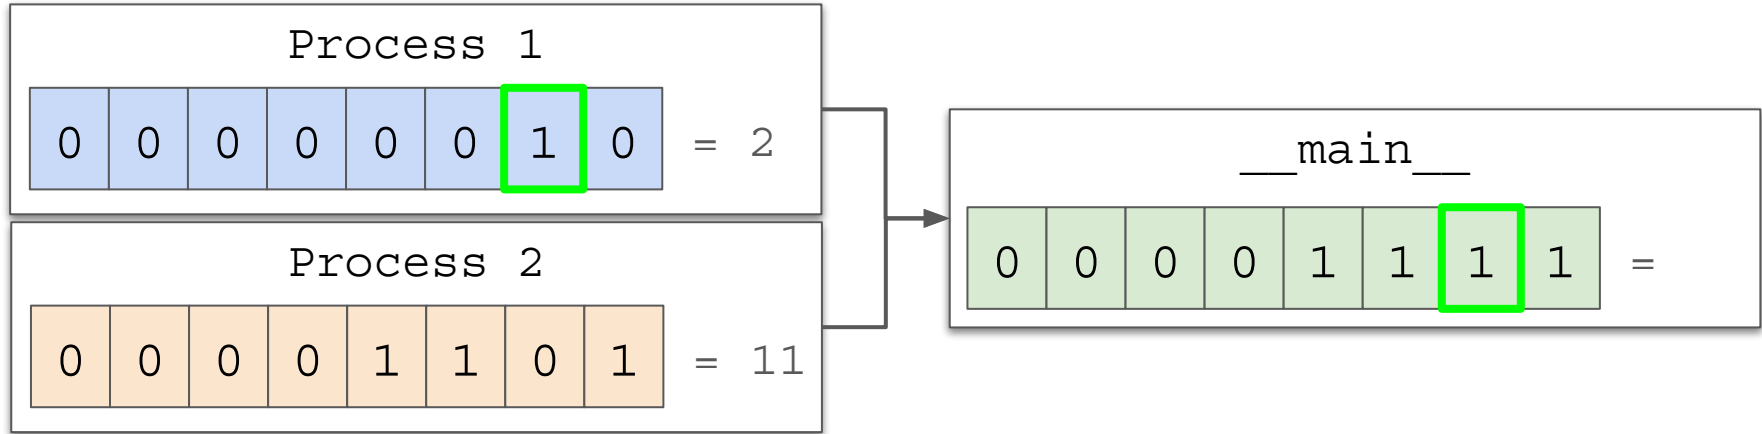 Process 1
0 0 0 0 0 0 1 0 = 2
Process 2
0 0 0 0 1 1 0 1 = 11
__main__
0 0 0 0 1 1 1 1 =